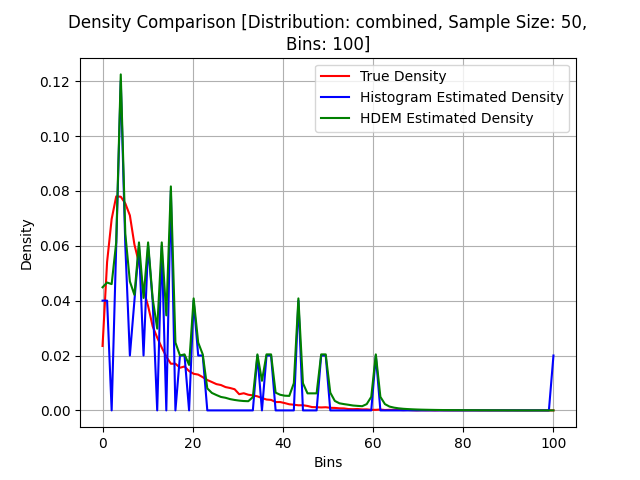 Density Comparison [Distribution: combined, Sample Size: 50,
Bins: 100]
True Density
Histogram Estimated Density
HDEM Estimated Density
Density
0.12
0.10
0.08
0.06
0.04
0.02
0.00
0 20 40 60 80 100
Bins